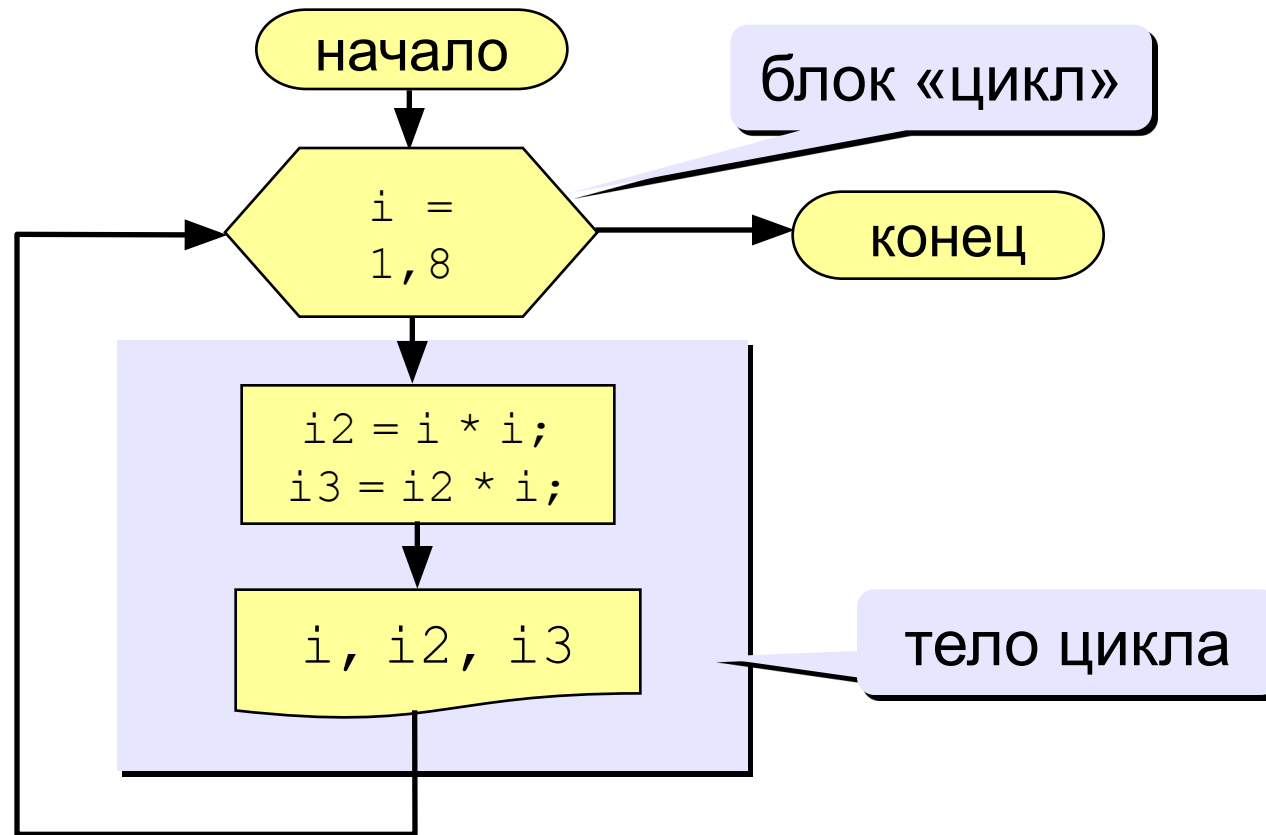 начало
блок «цикл»
i =
1,8
конец
i2 = i * i;
i3 = i2 * i;
i, i2, i3
тело цикла